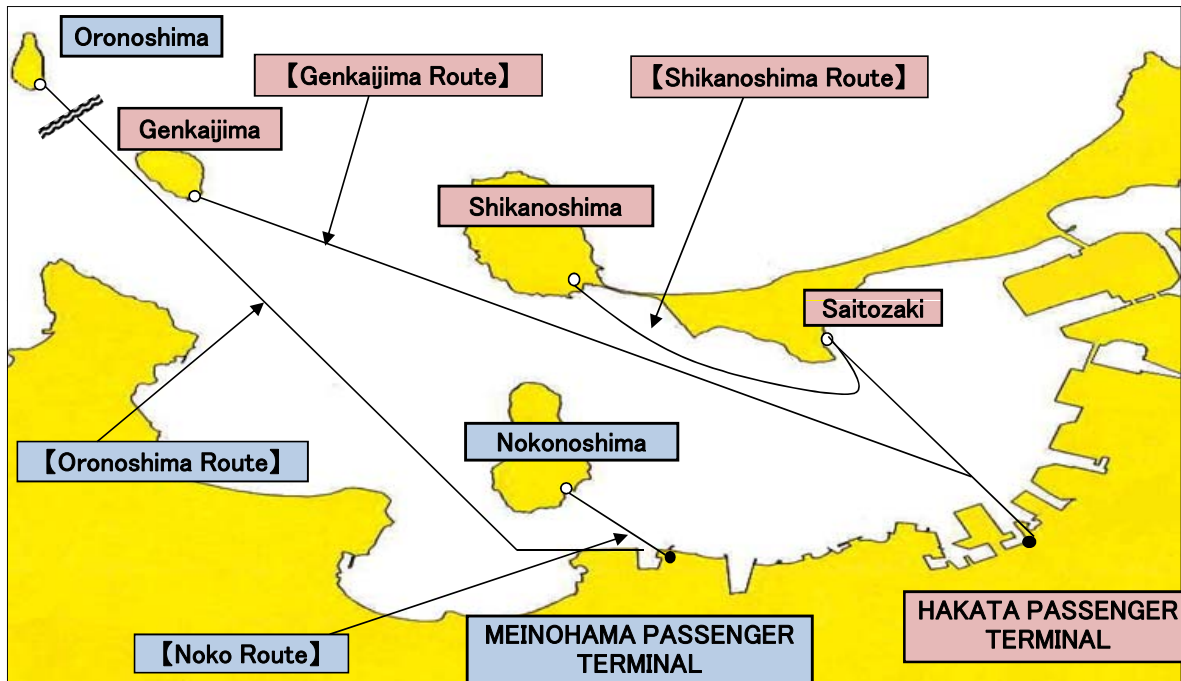 Oronoshima
【Genkaijima Route】
【Shikanoshima Route】
Genkaijima
Shikanoshima
Saitozaki
Nokonoshima
【Oronoshima Route】
HAKATA PASSENGER
TERMINAL
MEINOHAMA PASSENGER
TERMINAL
【Noko Route】